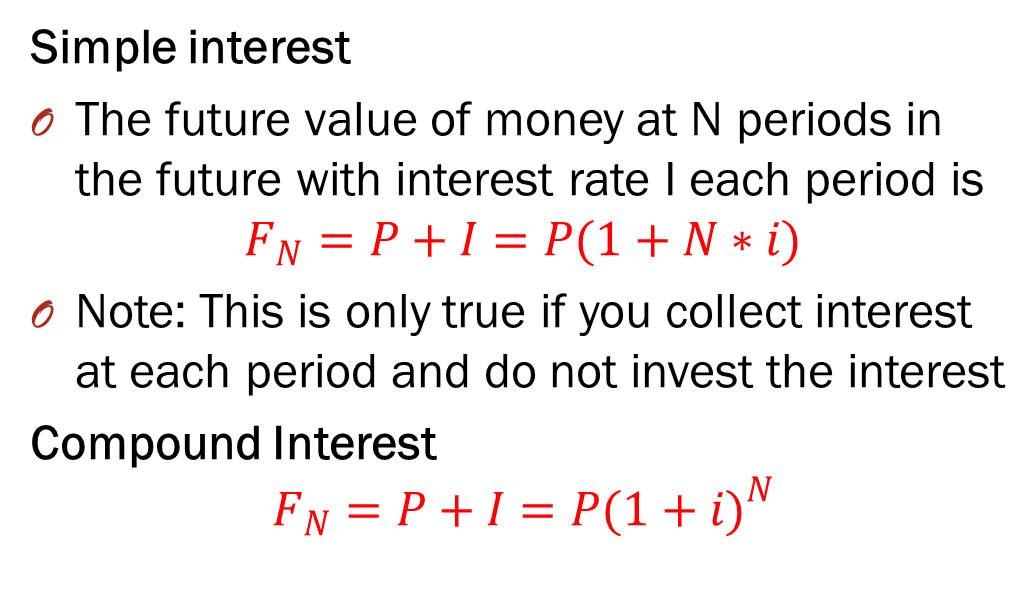 Simple interest
The future value of money at N periods in
the future with interest rate I each period is
F_N = P + I = P(1 + N * i)
Note: This is only true if you collect interest
at each period and do not invest the interest
Compound Interest
F_N = P + I = P(1 + i)^N